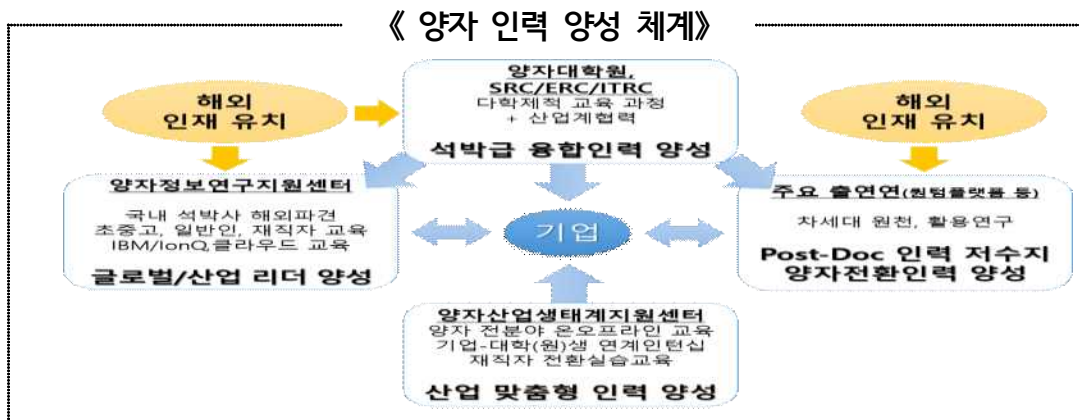 《 양자 인력 양성 체계》
해외
인재 유치
양자대학원,
SRC/ERC/ITRC
다학제적 교육 과정
+ 산업계협력
석박급 융합인력 양성
해외
인재 유치
양자정보연구지원센터
국내 석박사 해외파견
초중고, 일반인, 재직자 교육
IBM/IonQ,클라우드 교육
글로벌/산업 리더 양성
기업
주요 출연연(퀀텀플랫폼 등)
차세대 원천, 활용연구
Post-Doc 인력 저수지
양자전환인력 양성
양자산업생태계지원센터
양자 전분야 온오프라인 교육
기업-대학(원)생 연계인턴십
재직자 전환실습교육
산업 맞춤형 인력 양성